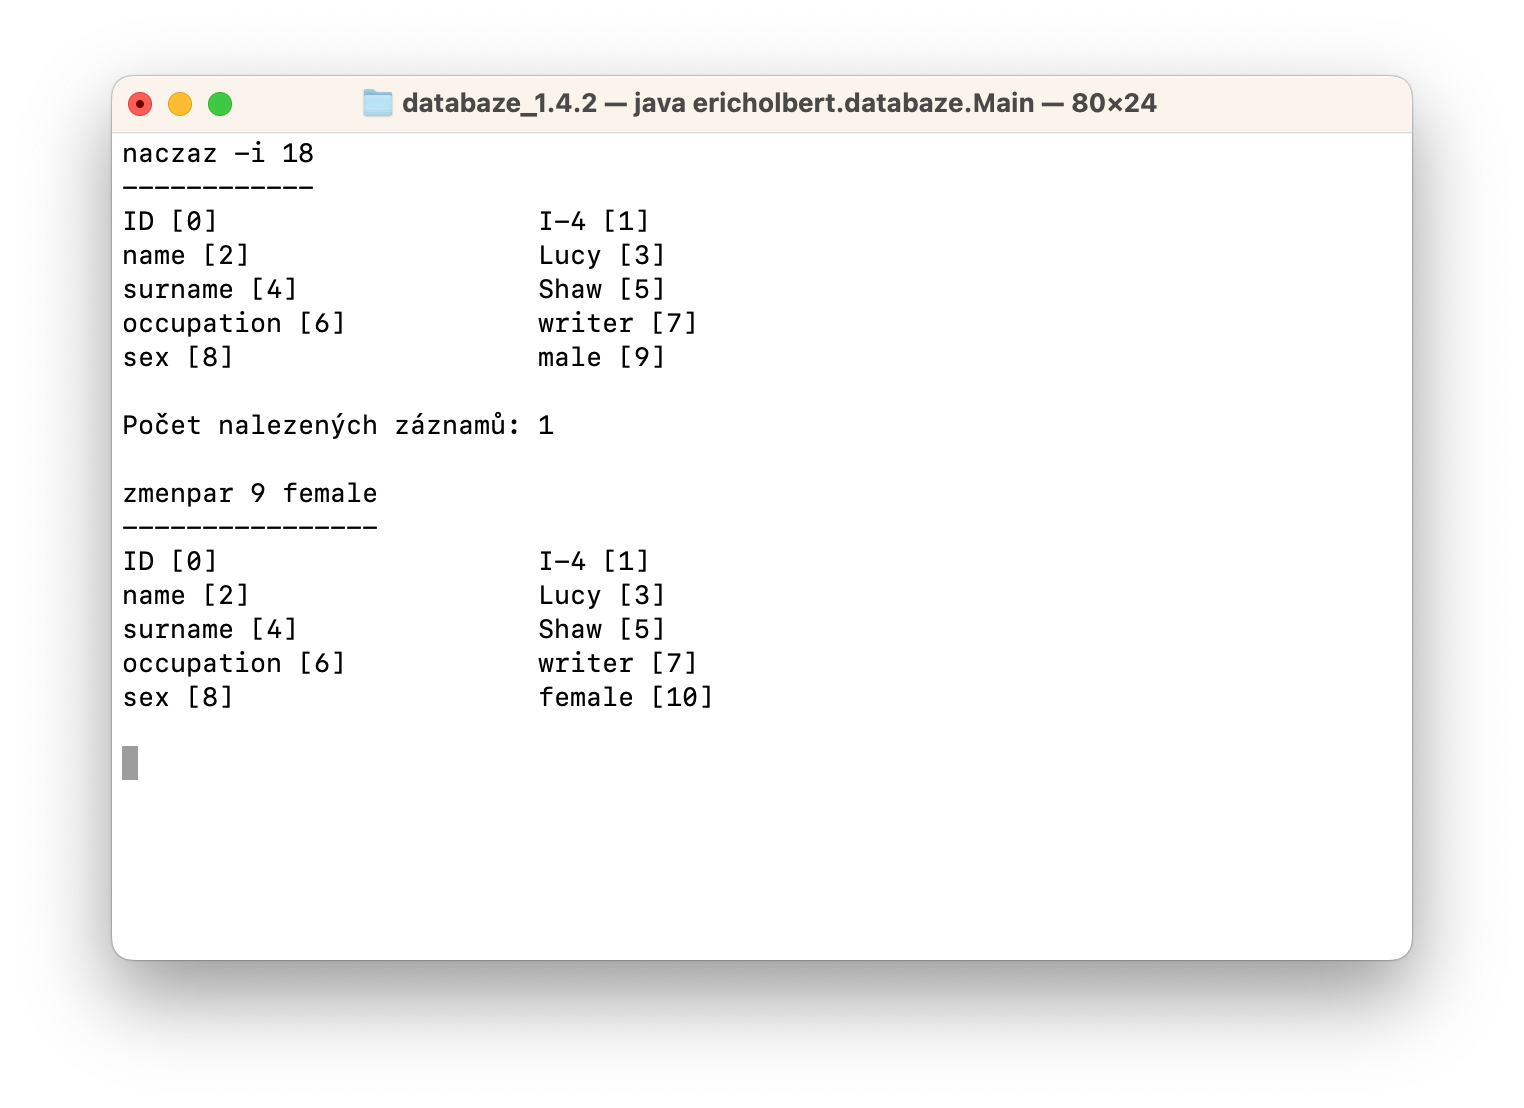 databaze_1.4.2 — java ericholbert.databaze.Main — 80×24
naczaz -i 18
------------
ID [0] I-4 [1]
name [2] Lucy [3]
surname [4] Shaw [5]
occupation [6] writer [7]
sex [8] male [9]
Počet nalezených záznamů: 1
zmenpar 9 female
----------------
ID [0] I-4 [1]
name [2] Lucy [3]
surname [4] Shaw [5]
occupation [6] writer [7]
sex [8] female [10]